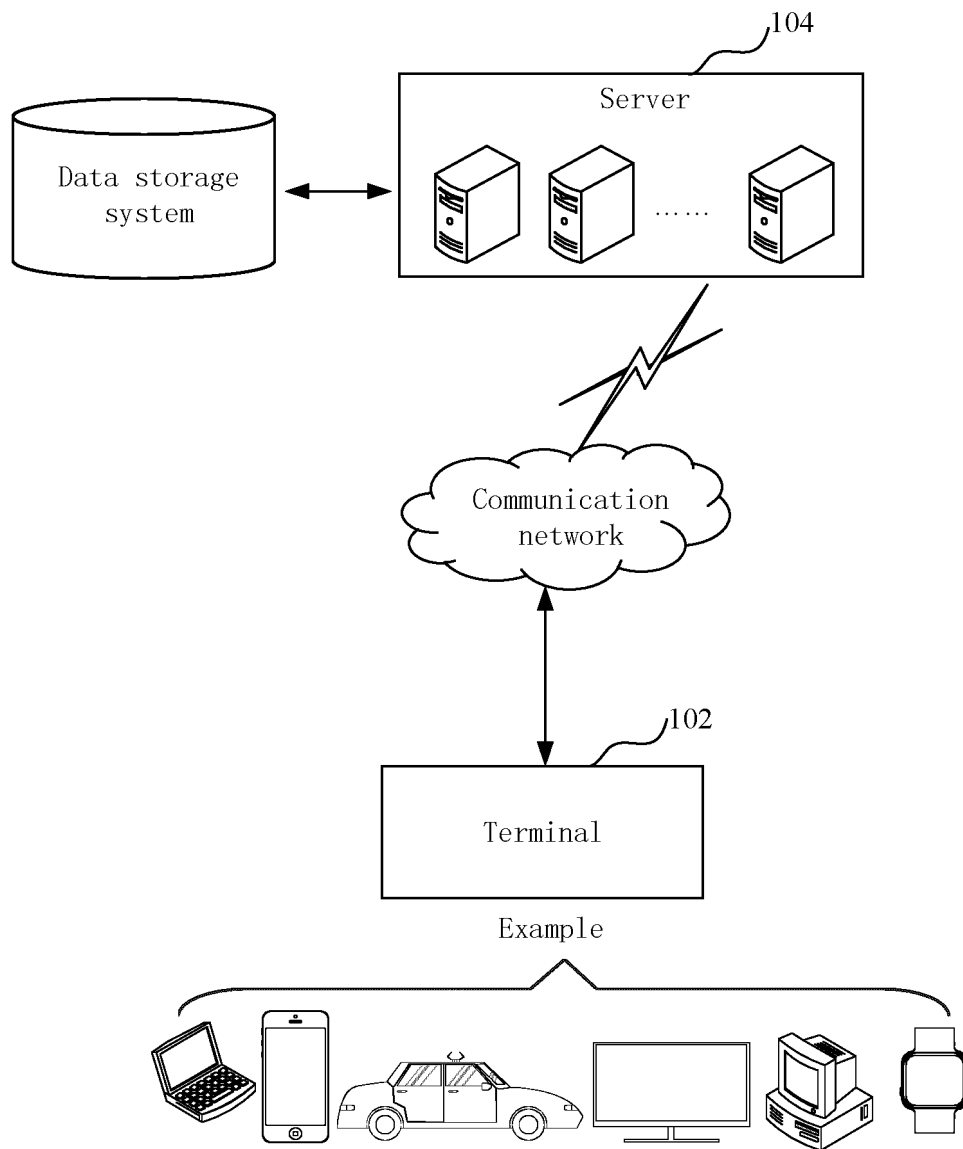 104
Server
Data storage
system
……
Communication
network
102
Terminal
Example